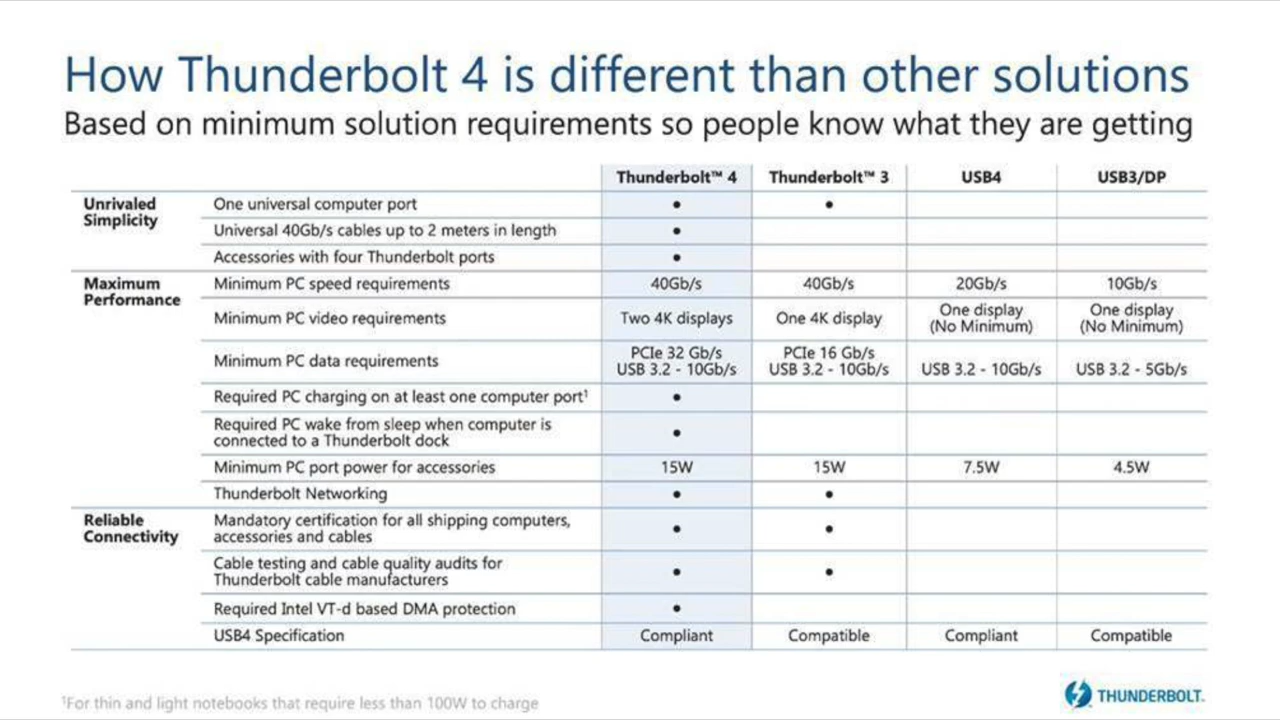 How Thunderbolt 4 is different than other solutions
Based on minimum solution requirements so people know what they are getting
Thunderbolt™ 4 Thunderbolt™ 3 USB4 USB3/DP
Unrivaled
Simplicity
One universal computer port • •
Universal 40Gb/s cables up to 2 meters in length •
Accessories with four Thunderbolt ports •
Maximum
Performance
Minimum PC speed requirements 40Gb/s 40Gb/s 20Gb/s 10Gb/s
Minimum PC video requirements Two 4K displays One 4K display One display
(No Minimum) One display
(No Minimum)
Minimum PC data requirements PCIe 32 Gb/s
USB 3.2 - 10Gb/s PCIe 16 Gb/s
USB 3.2 - 10Gb/s USB 3.2 - 10Gb/s USB 3.2 - 5Gb/s
Required PC charging on at least one computer port¹ •
Required PC wake from sleep when computer is
connected to a Thunderbolt dock •
Minimum PC port power for accessories 15W 15W 7.5W 4.5W
Thunderbolt Networking • •
Reliable
Connectivity
Mandatory certification for all shipping computers,
accessories and cables • •
Cable testing and cable quality audits for
Thunderbolt cable manufacturers • •
Required Intel VT-d based DMA protection •
USB4 Specification Compliant Compatible Compliant Compatible
¹For thin and light notebooks that require less than 100W to charge
THUNDERBOLT.